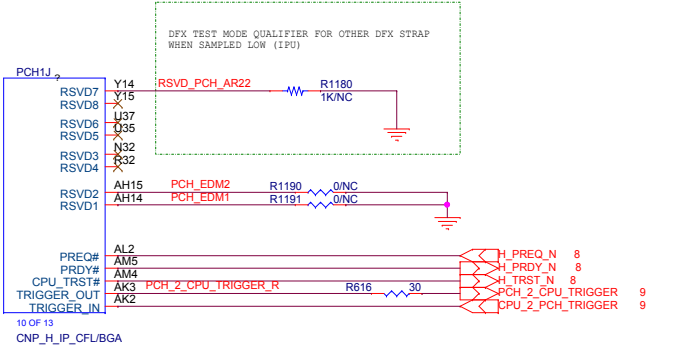 DFX TEST MODE QUALIFIER FOR OTHER DFX STRAP
WHEN SAMPLED LOW (IPU)
PCH1J ?
RSVD7 Y14 RSVD_PCH_AR22 R1180
1K/NC
RSVD8 Y15
RSVD6 U37
RSVD5 U35
RSVD3 N32
RSVD4 R32
RSVD2 AH15 PCH_EDM2 R1190 0/NC
RSVD1 AH14 PCH_EDM1 R1191 0/NC
PREQ# AL2 H_PREQ_N 8
PRDY# AM5 H_PRDY_N 8
CPU_TRST# AM4 H_TRST_N 8
TRIGGER_OUT AK3 PCH_2_CPU_TRIGGER_R R616 30 PCH_2_CPU_TRIGGER 9
TRIGGER_IN AK2 CPU_2_PCH_TRIGGER 9
10 OF 13
CNP_H_IP_CFL/BGA